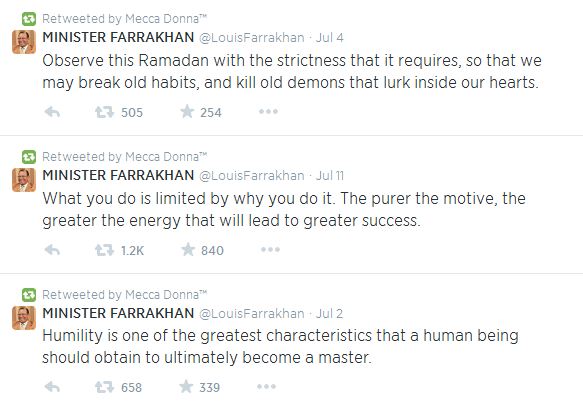 Retweeted by Mecca Donna™
MINISTER FARRAKHAN @LouisFarrakhan · Jul 4
Observe this Ramadan with the strictness that it requires, so that we
may break old habits, and kill old demons that lurk inside our hearts.
505 254
Retweeted by Mecca Donna™
MINISTER FARRAKHAN @LouisFarrakhan · Jul 11
What you do is limited by why you do it. The purer the motive, the
greater the energy that will lead to greater success.
1.2K 840
Retweeted by Mecca Donna™
MINISTER FARRAKHAN @LouisFarrakhan · Jul 2
Humility is one of the greatest characteristics that a human being
should obtain to ultimately become a master.
658 339